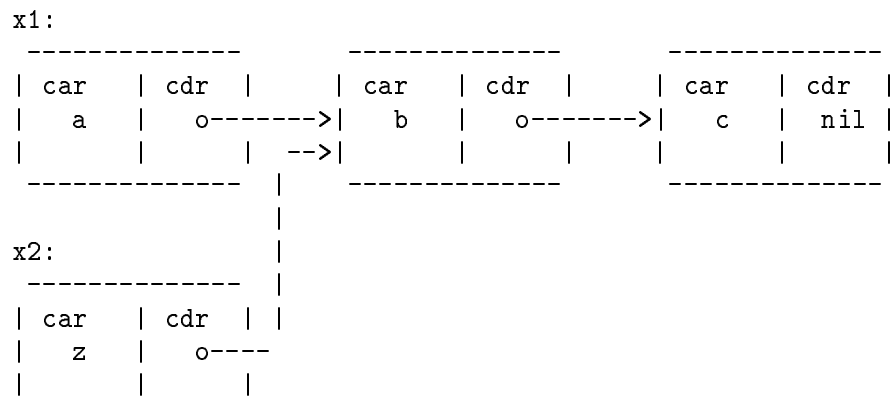 x1:
 --------------       --------------       --------------
| car   | cdr  |     | car   | cdr  |     | car   | cdr |
|   a   |   o------->|   b   |   o------->|   c   | nil |
|       |      |  -->|       |      |     |       |     |
 --------------  |    --------------       --------------
                 |
x2:              |
 --------------  |
| car   | cdr  | |
|   z   |   o----
|       |      |